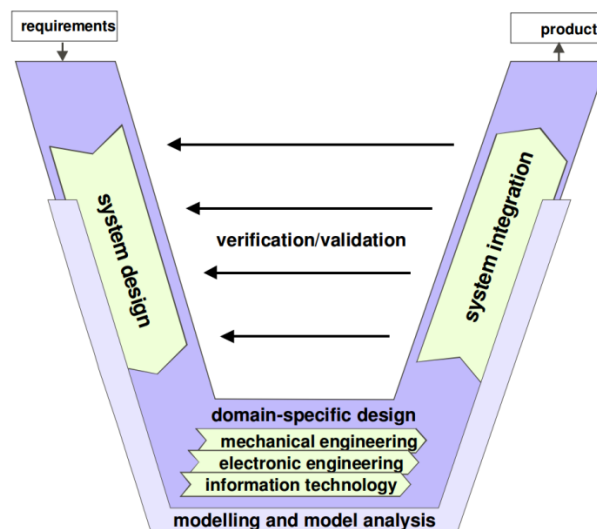 requirements
product
system design
system integration
verification/validation
domain-specific design
mechanical engineering
electronic engineering
information technology
modelling and model analysis